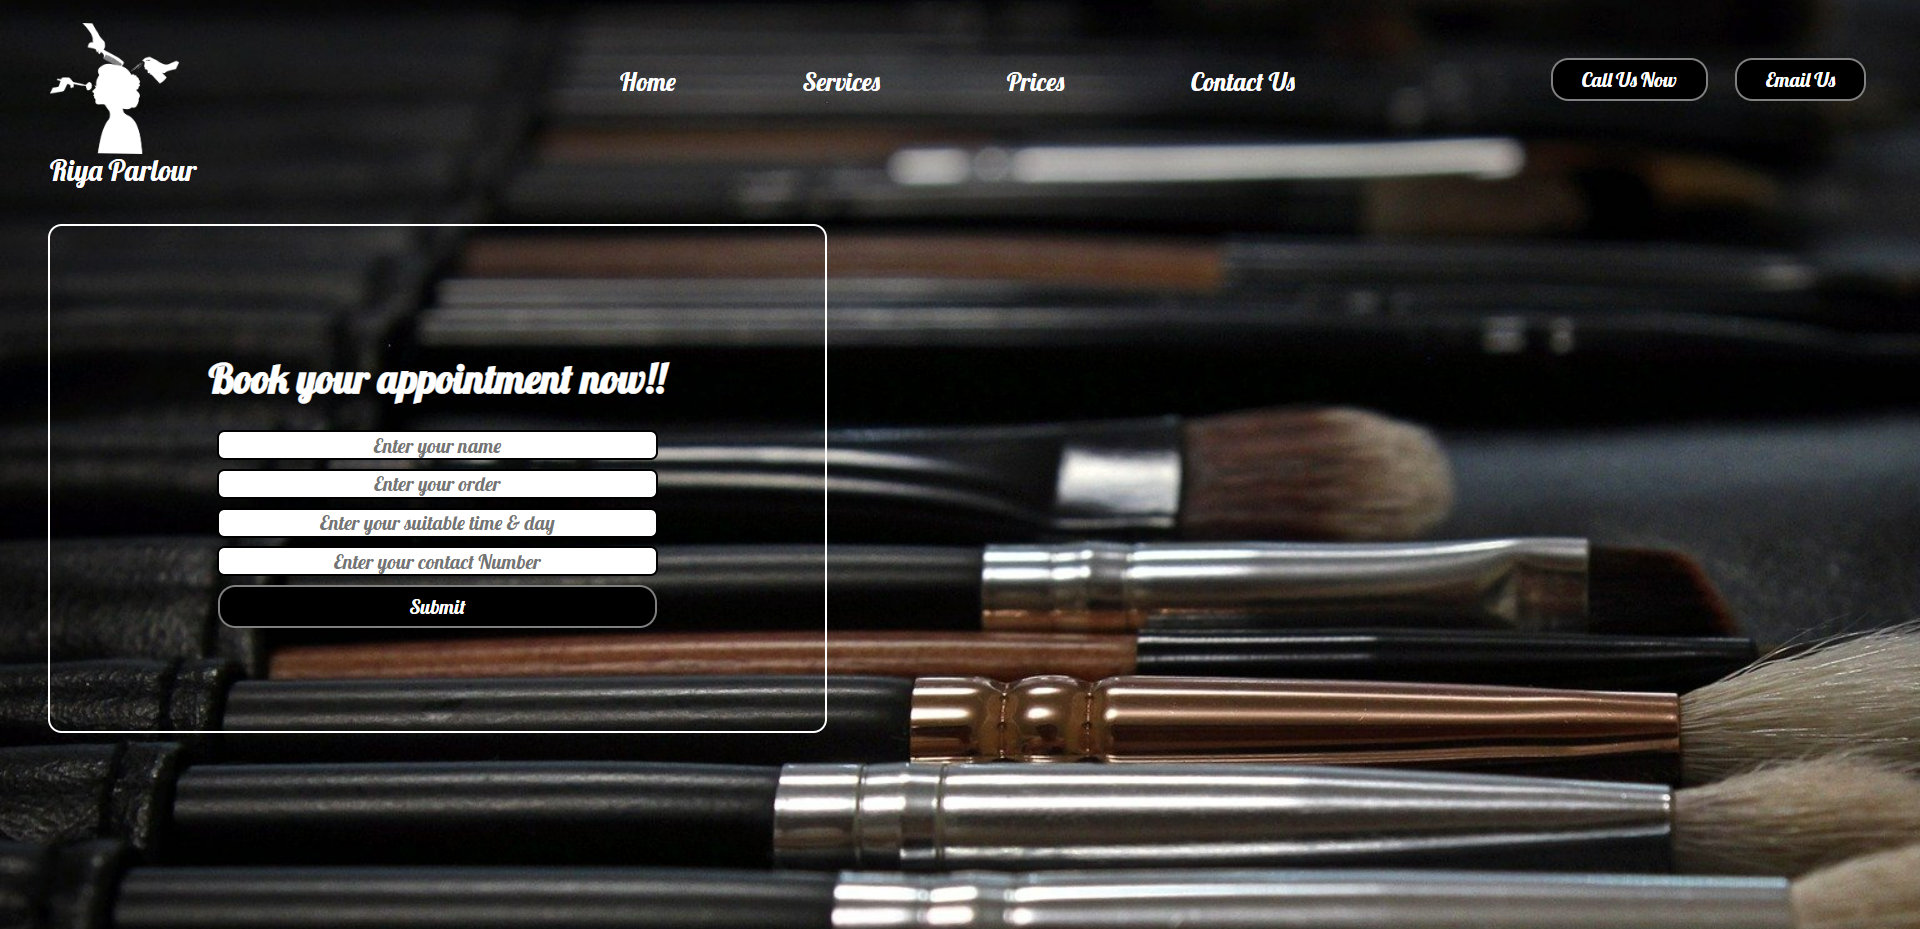 Riya Parlour
Home
Services
Prices
Contact Us
Call Us Now
Email Us
Book your appointment now!!
Enter your name
Enter your order
Enter your suitable time & day
Enter your contact Number
Submit